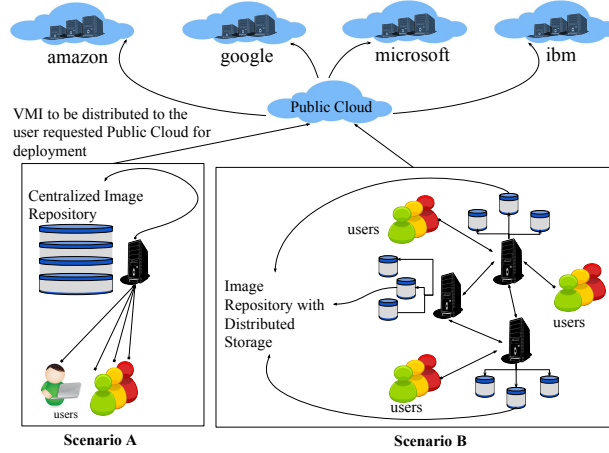 amazon
google
microsoft
ibm
Public Cloud
VMI to be distributed to the
user requested Public Cloud for
deployment
Centralized Image
Repository
users
Scenario A
users
Image
Repository with
Distributed
Storage
users
users
Scenario B